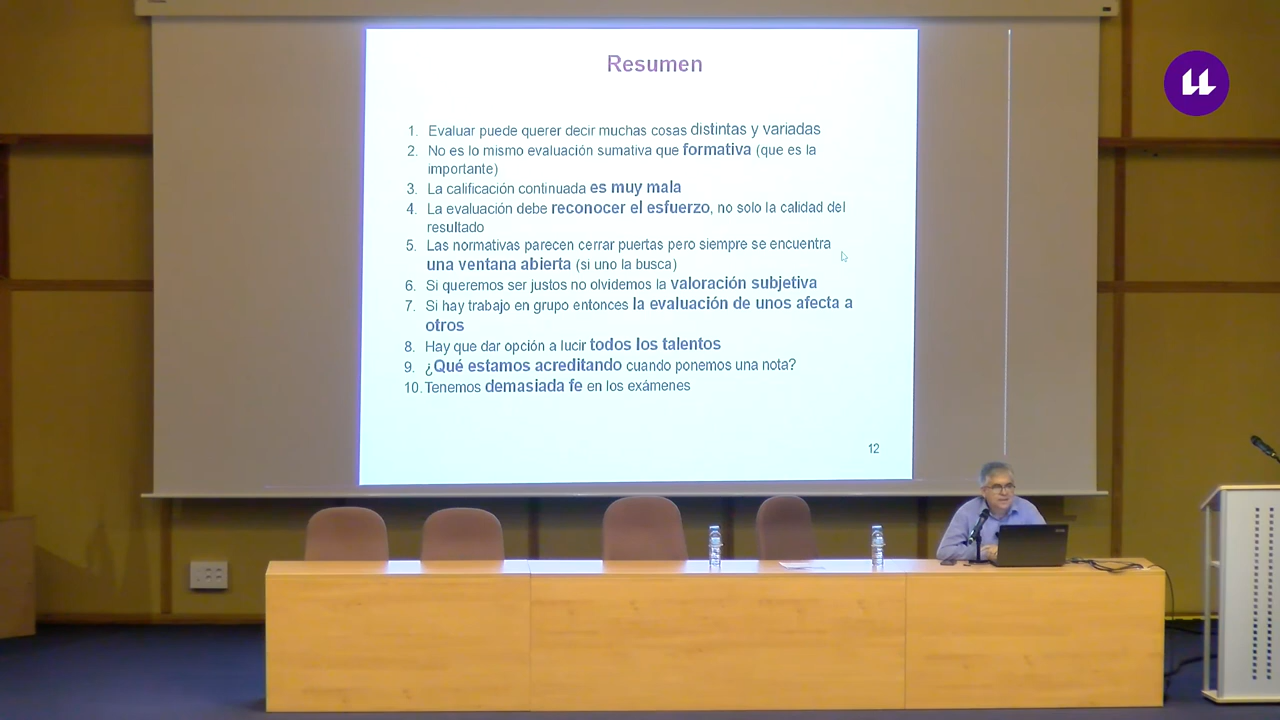 Resumen
1. Evaluar puede querer decir muchas cosas distintas y variadas
2. No es lo mismo evaluación sumativa que formativa (que es la
importante)
3. La calificación continuada es muy mala
4. La evaluación debe reconocer el esfuerzo, no solo la calidad del
resultado
5. Las normativas parecen cerrar puertas pero siempre se encuentra
una ventana abierta (si uno la busca)
6. Si queremos ser justos no olvidemos la valoración subjetiva
7. Si hay trabajo en grupo entonces la evaluación de unos afecta a
otros
8. Hay que dar opción a lucir todos los talentos
9. ¿Qué estamos acreditando cuando ponemos una nota?
10. Tenemos demasiada fe en los exámenes
12